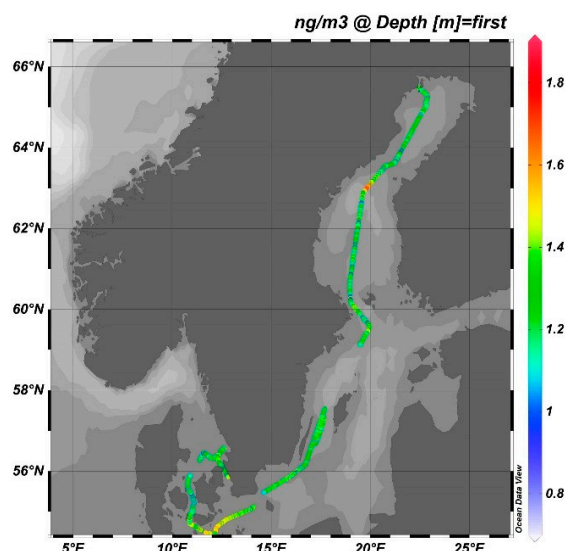 ng/m3 @ Depth [m]=first
66°N
64°N
62°N
60°N
58°N
56°N
5°E
10°E
15°E
20°E
25°E
1.8
1.6
1.4
1.2
1
0.8
Ocean Data View